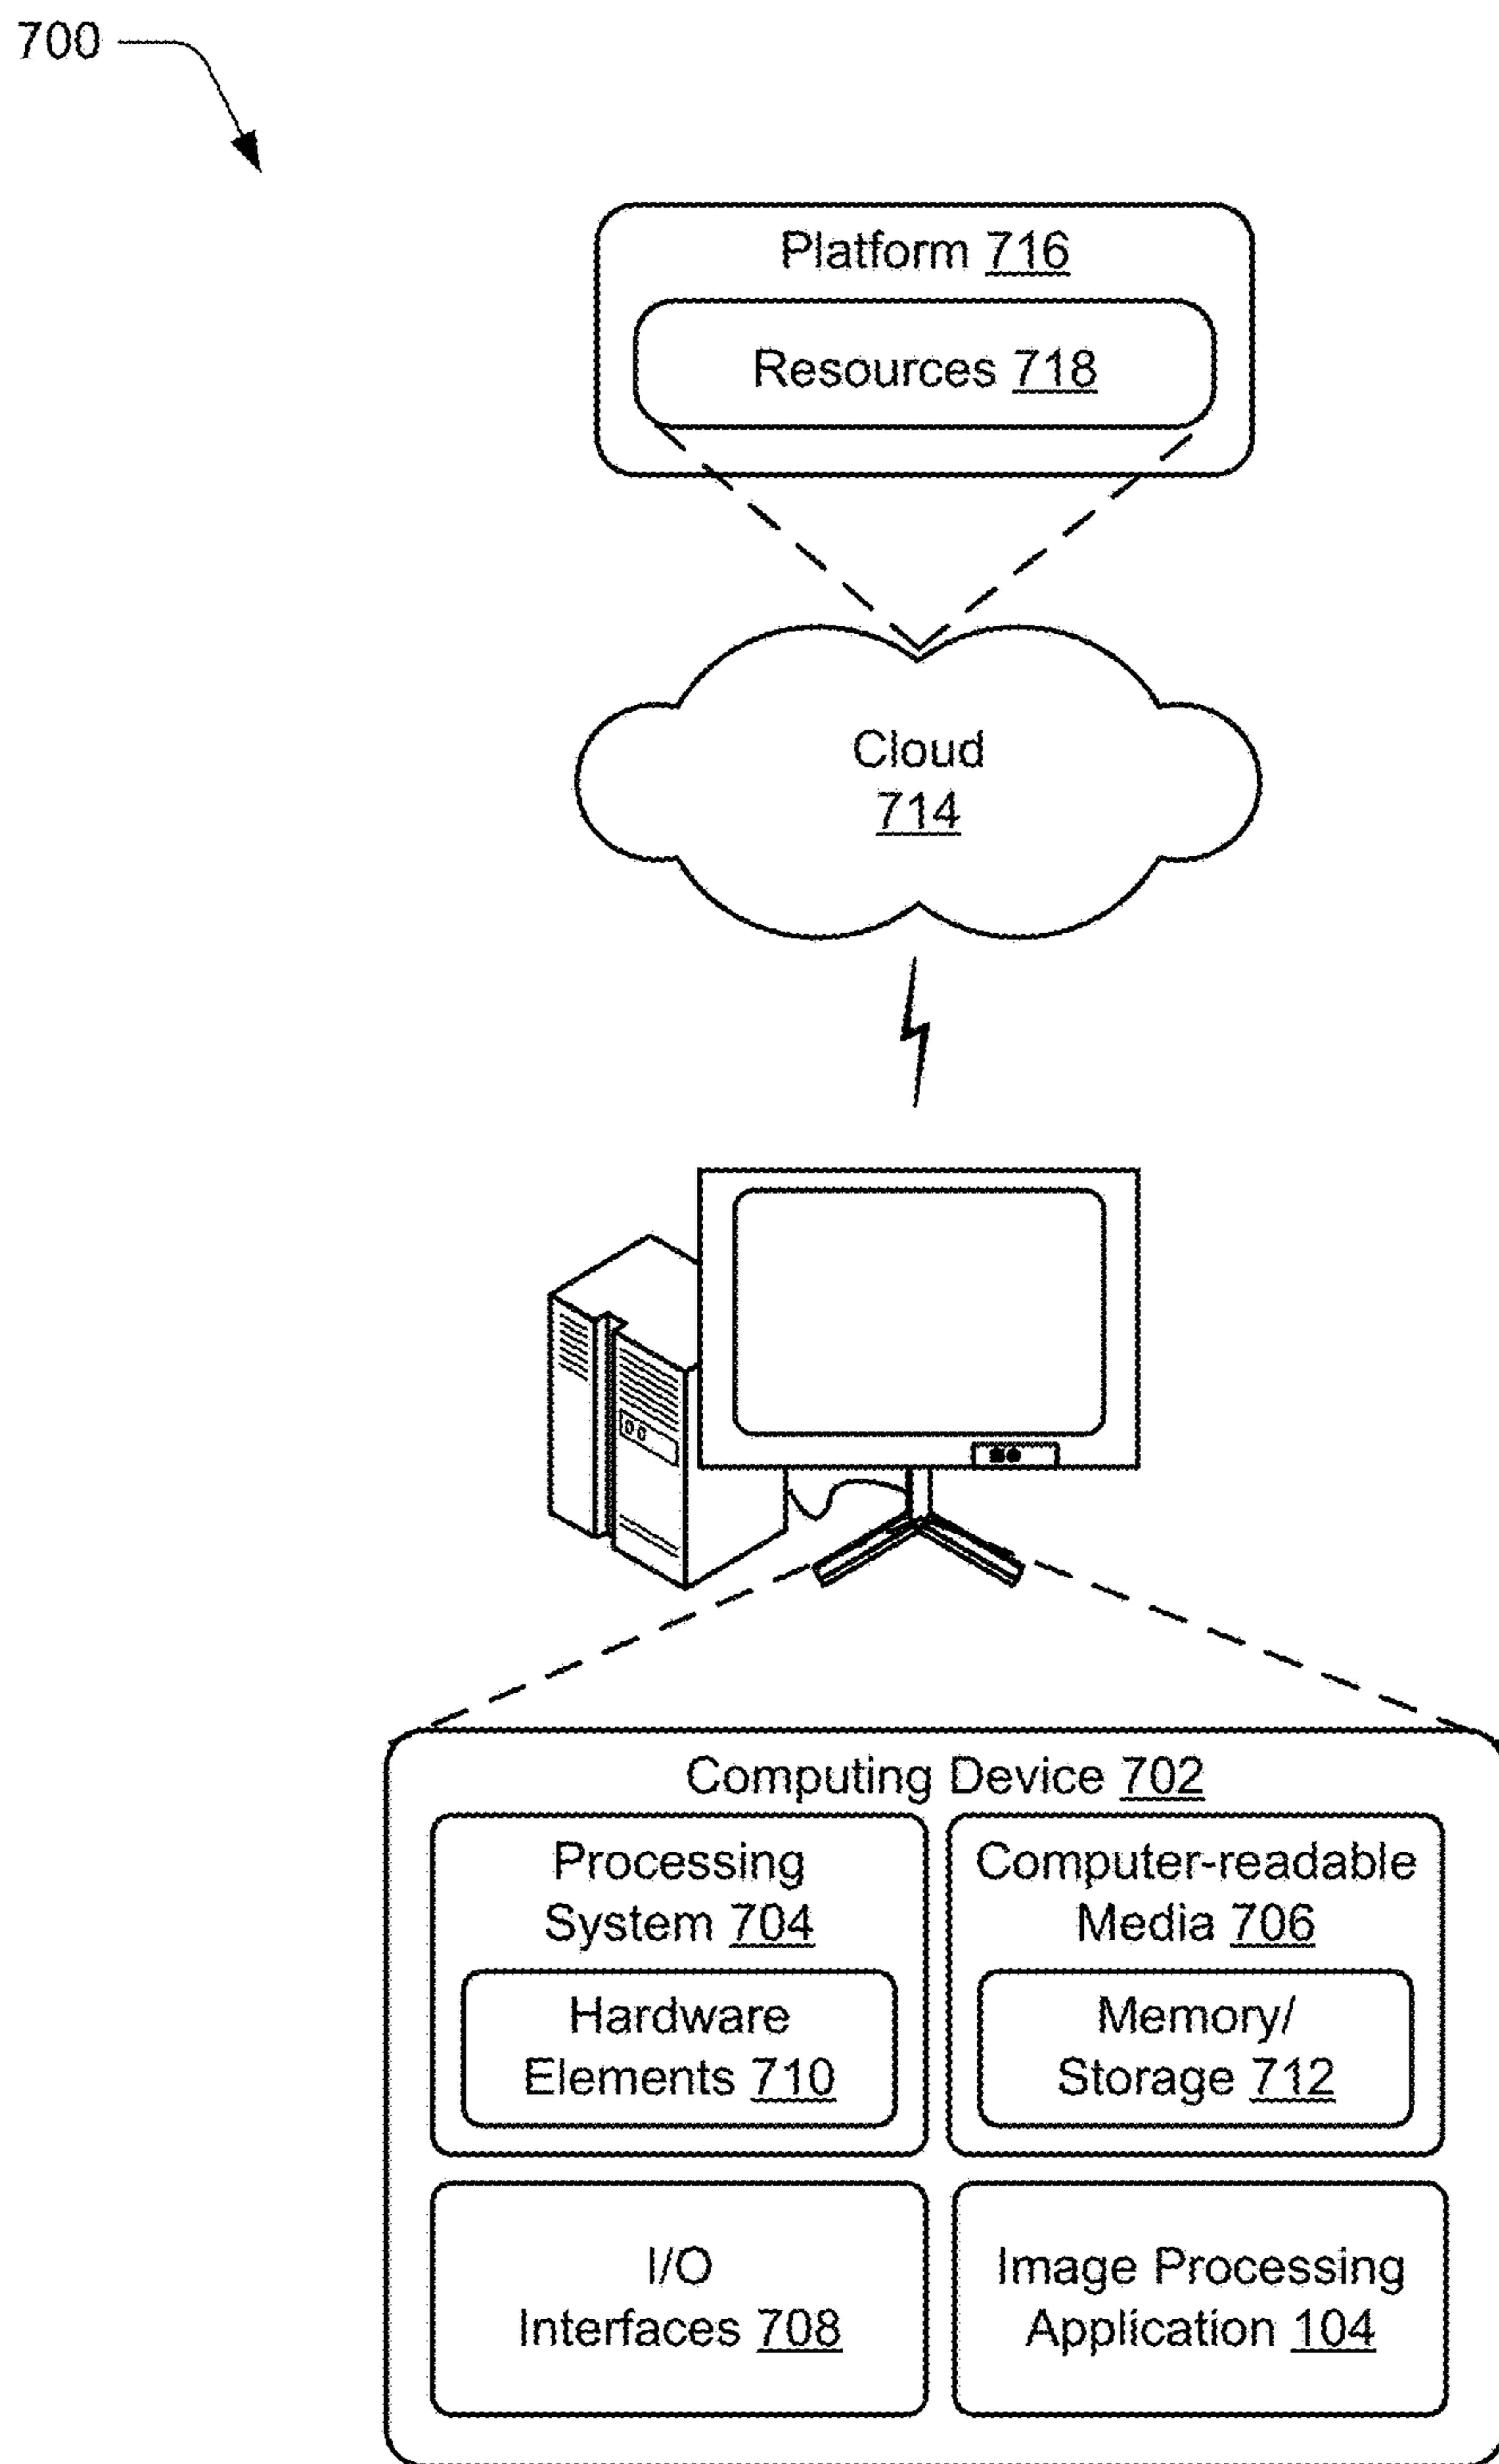 700
Platform 716
Resources 718
Cloud
714
Computing Device 702
Processing
System 704
Hardware
Elements 710
Computer-readable
Media 706
Memory/
Storage 712
I/O
Interfaces 708
Image Processing
Application 104